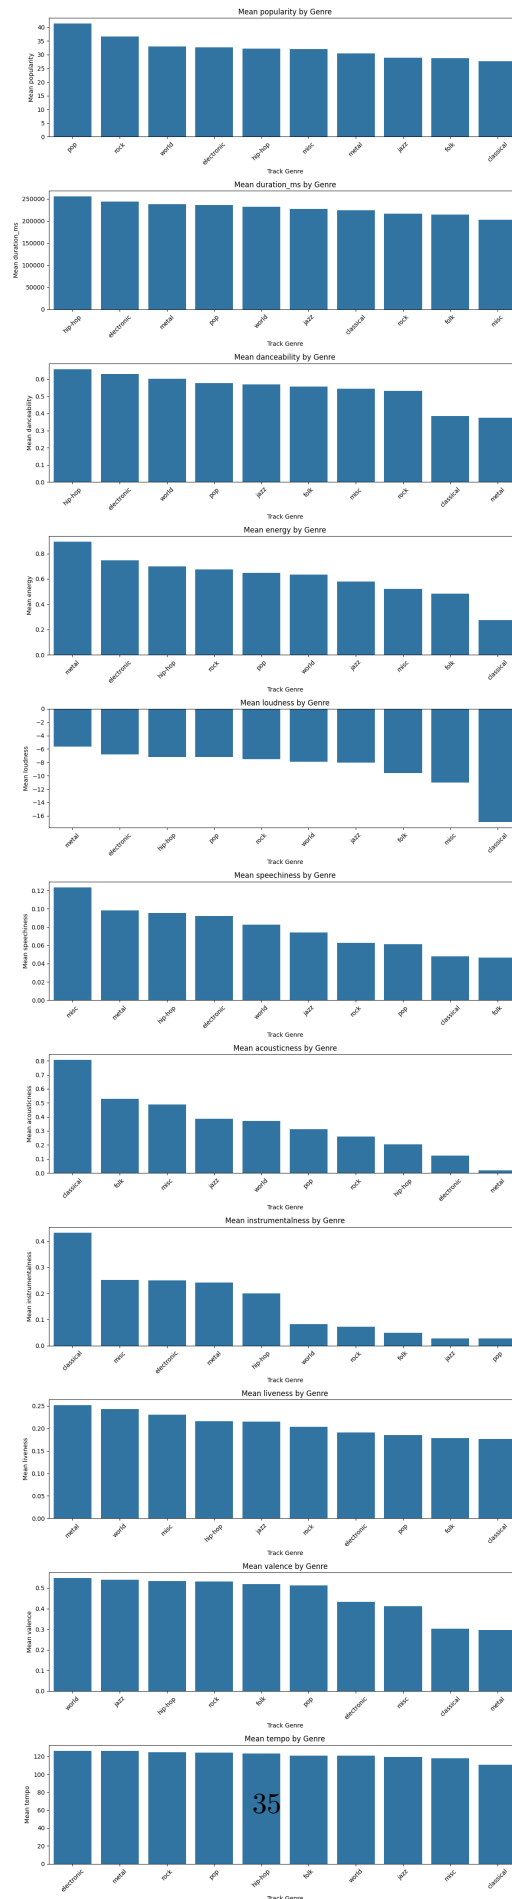 Mean popularity by Genre
40
35
30
25
20
15
10
5
0
Mean popularity
pop rock world electronic hip-hop misc metal jazz folk classical
Track Genre
Mean duration_ms by Genre
250000
200000
150000
100000
50000
0
Mean duration_ms
hip-hop electronic metal pop world jazz classical rock folk misc
Track Genre
Mean danceability by Genre
0.6
0.5
0.4
0.3
0.2
0.1
0.0
Mean danceability
hip-hop electronic world pop jazz folk misc rock classical metal
Track Genre
Mean energy by Genre
0.8
0.6
0.4
0.2
0.0
Mean energy
metal electronic hip-hop rock pop world jazz misc folk classical
Track Genre
Mean loudness by Genre
0
−2
−4
−6
−8
−10
−12
−14
−16
Mean loudness
metal electronic hip-hop pop rock world jazz folk misc classical
Track Genre
Mean speechiness by Genre
0.12
0.10
0.08
0.06
0.04
0.02
0.00
Mean speechiness
misc metal hip-hop electronic world jazz rock pop classical folk
Track Genre
Mean acousticness by Genre
0.8
0.7
0.6
0.5
0.4
0.3
0.2
0.1
0.0
Mean acousticness
classical folk misc jazz world pop rock hip-hop electronic metal
Track Genre
Mean instrumentalness by Genre
0.4
0.3
0.2
0.1
0.0
Mean instrumentalness
classical misc electronic metal hip-hop world rock folk jazz pop
Track Genre
Mean liveness by Genre
0.25
0.20
0.15
0.10
0.05
0.00
Mean liveness
metal world misc hip-hop jazz rock electronic pop folk classical
Track Genre
Mean valence by Genre
0.5
0.4
0.3
0.2
0.1
0.0
Mean valence
world jazz hip-hop rock folk pop electronic misc classical metal
Track Genre
Mean tempo by Genre
120
100
80
60
40
20
0
Mean tempo
35
electronic metal rock pop hip-hop folk world jazz misc classical
Track Genre